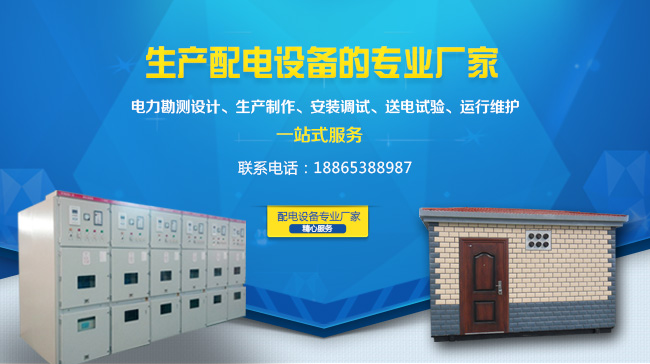 生产配电设备的专业厂家
电力勘测设计、生产制作、安装调试、送电试验、运行维护
一站式服务
联系电话：18865388987
配电设备专业厂家
精心服务